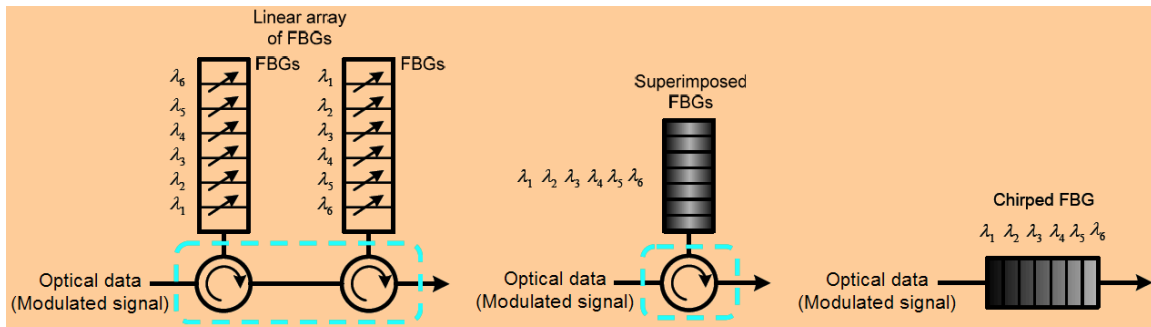 Linear array
of FBGs
FBGs
FBGs
λ6
λ5
λ4
λ3
λ2
λ1
λ1
λ2
λ3
λ4
λ5
λ6
Optical data
(Modulated signal)
Superimposed
FBGs
λ1 λ2 λ3 λ4 λ5 λ6
Optical data
(Modulated signal)
Chirped FBG
λ1 λ2 λ3 λ4 λ5 λ6
Optical data
(Modulated signal)